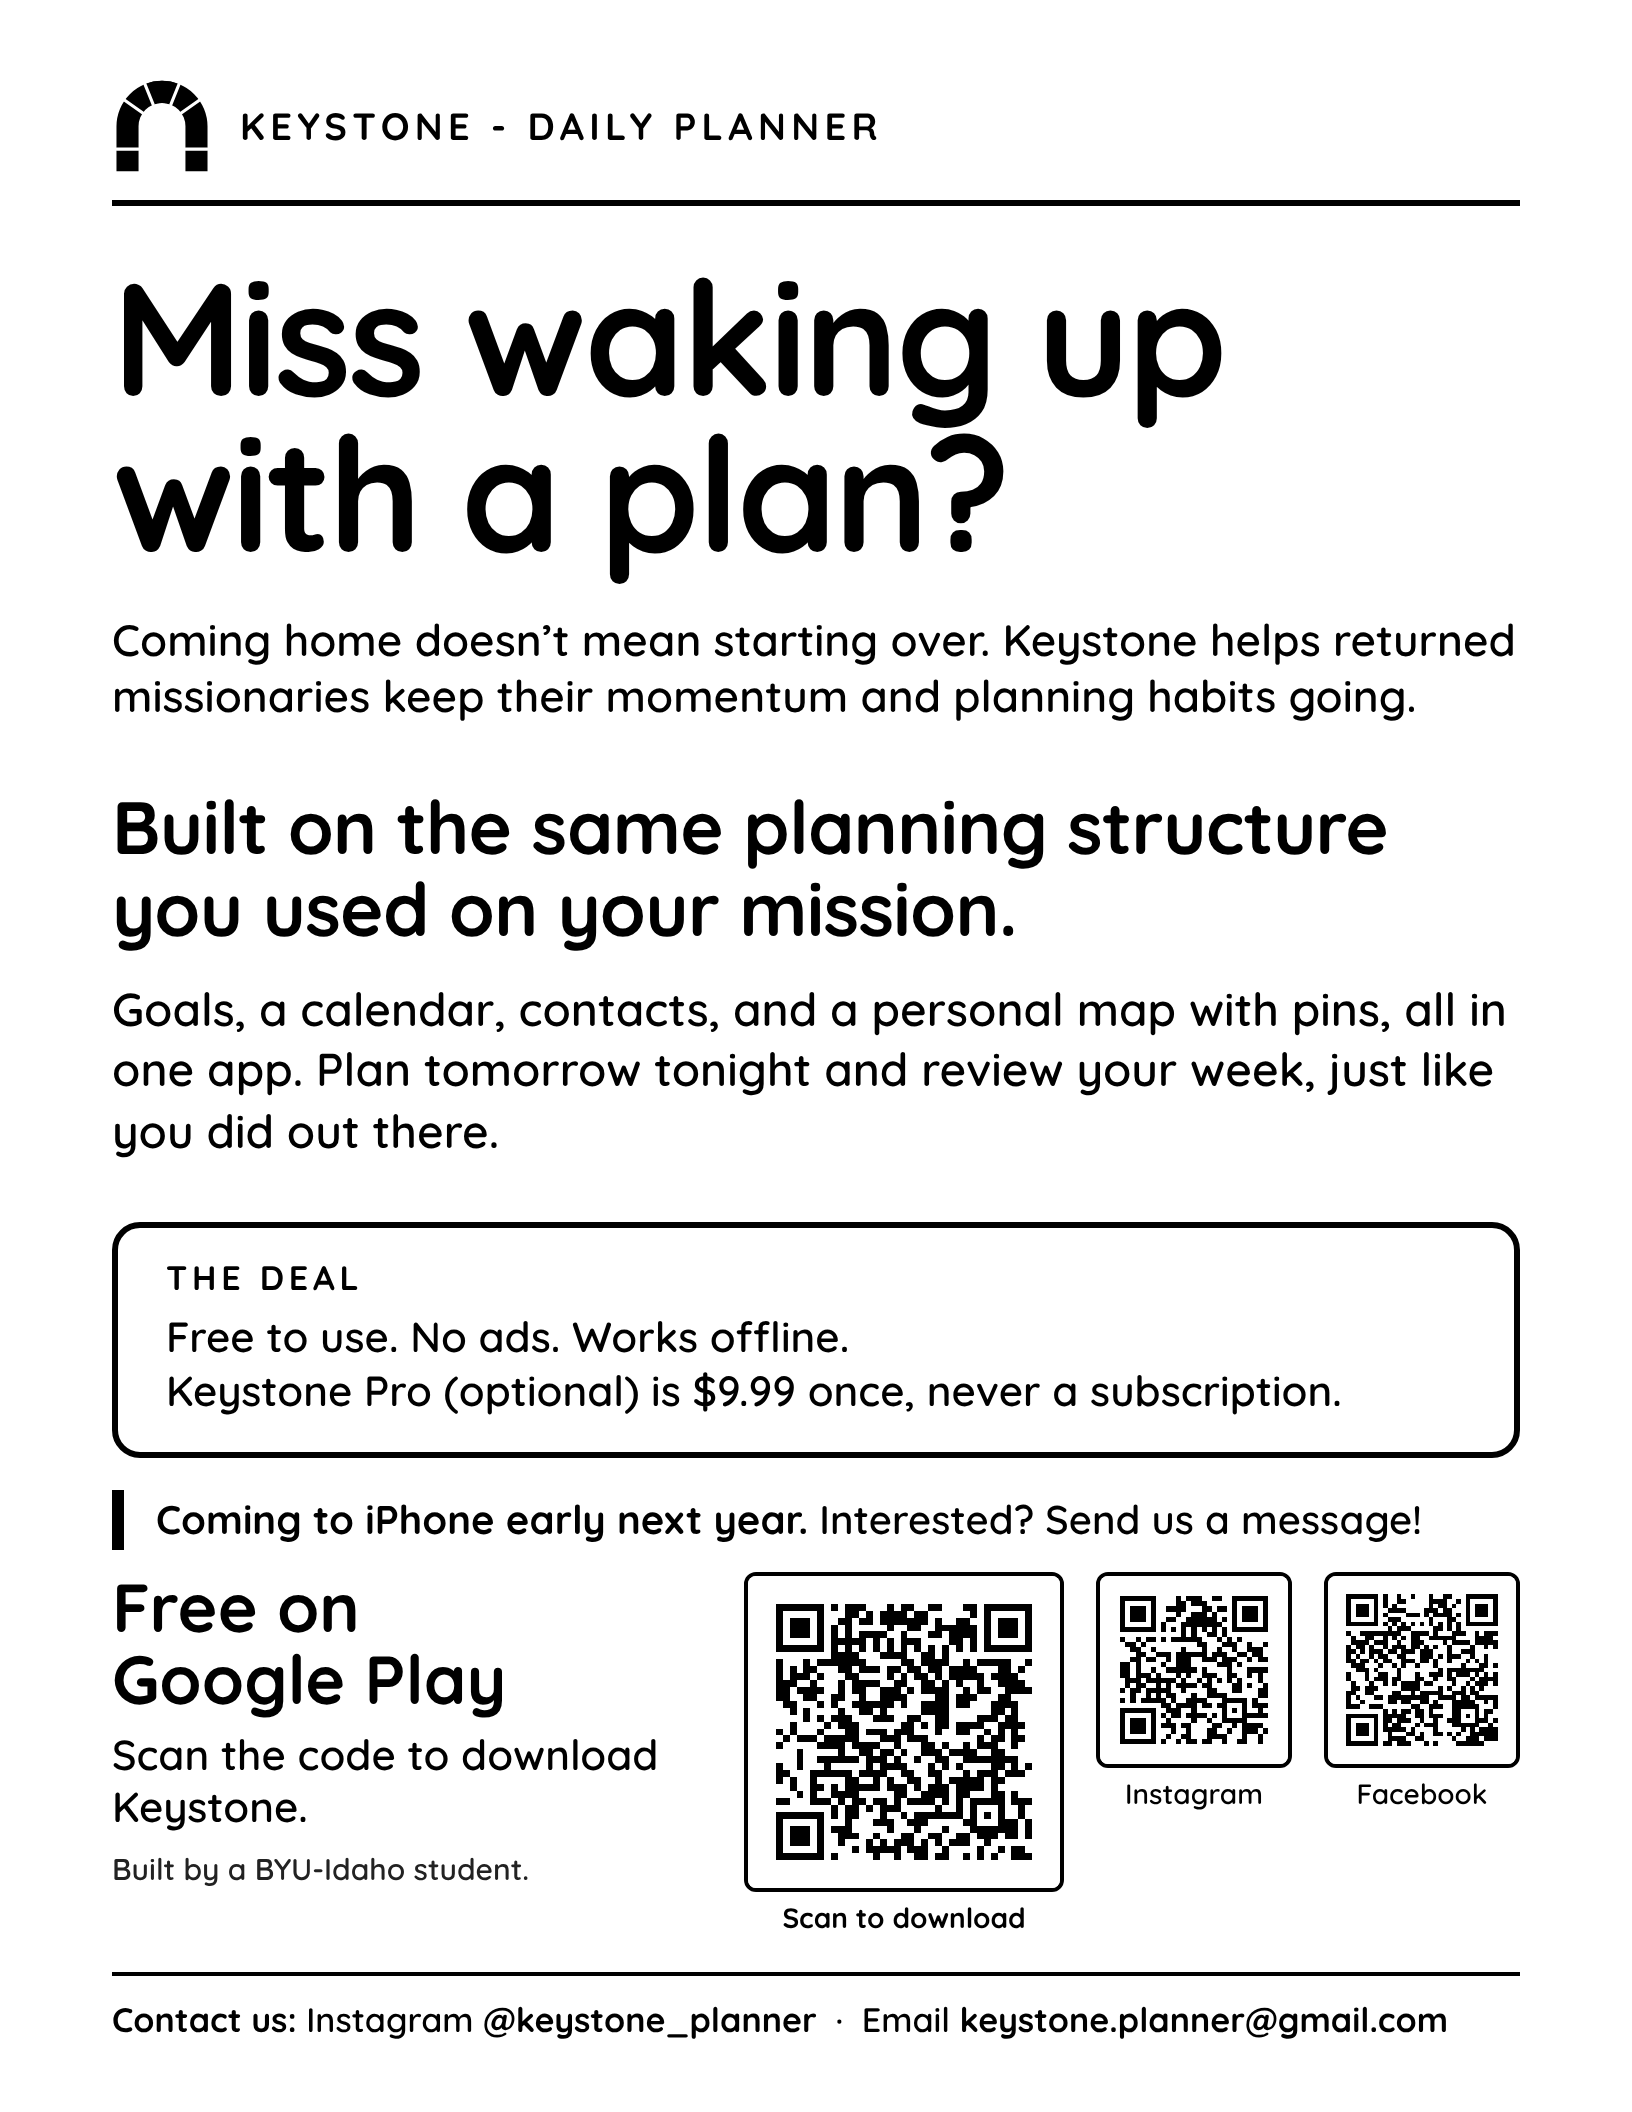 KEYSTONE - DAILY PLANNER
Miss waking up
with a plan?
Coming home doesn’t mean starting over. Keystone helps returned
missionaries keep their momentum and planning habits going.
Built on the same planning structure
you used on your mission.
Goals, a calendar, contacts, and a personal map with pins, all in
one app. Plan tomorrow tonight and review your week, just like
you did out there.
THE DEAL
Free to use. No ads. Works offline.
Keystone Pro (optional) is $9.99 once, never a subscription.
Coming to iPhone early next year. Interested? Send us a message!
Free on
Google Play
Scan the code to download
Keystone.
Built by a BYU-Idaho student.
Scan to download
Instagram
Facebook
Contact us: Instagram @keystone_planner · Email keystone.planner@gmail.com